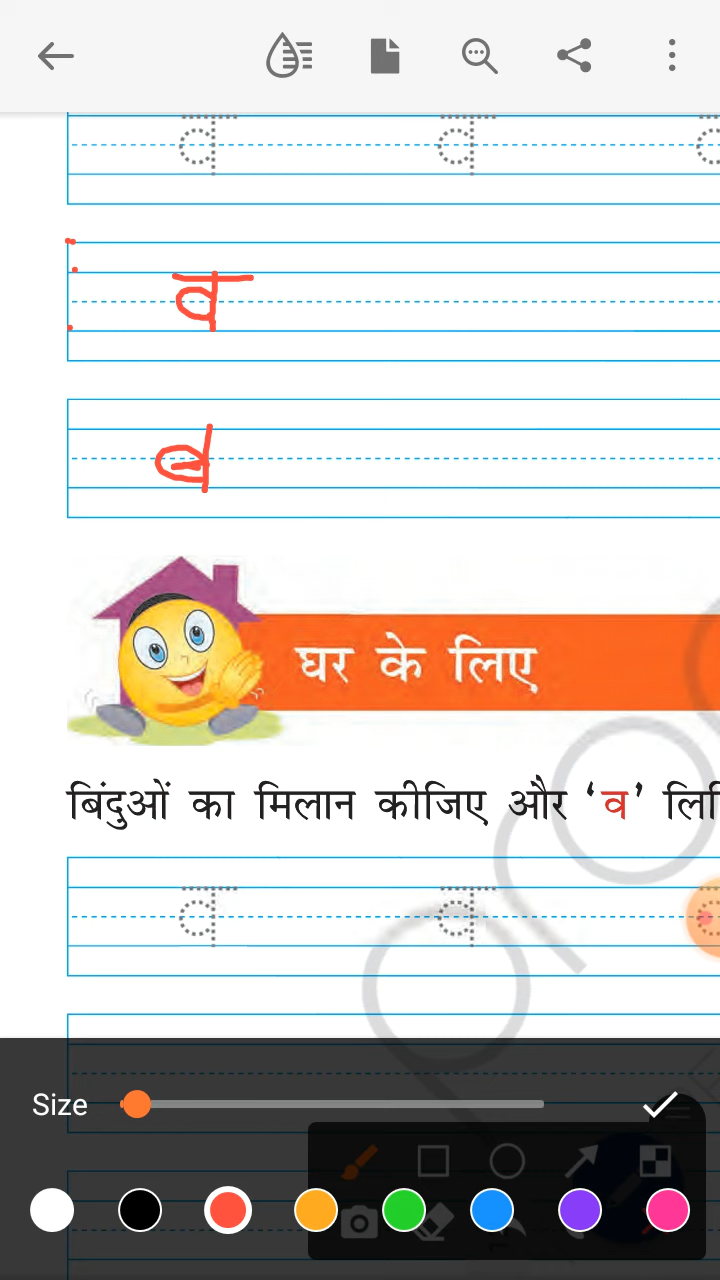 व व व
व
घर के लिए
बिंदुओं का मिलान कीजिए और ‘व’
व व
Size